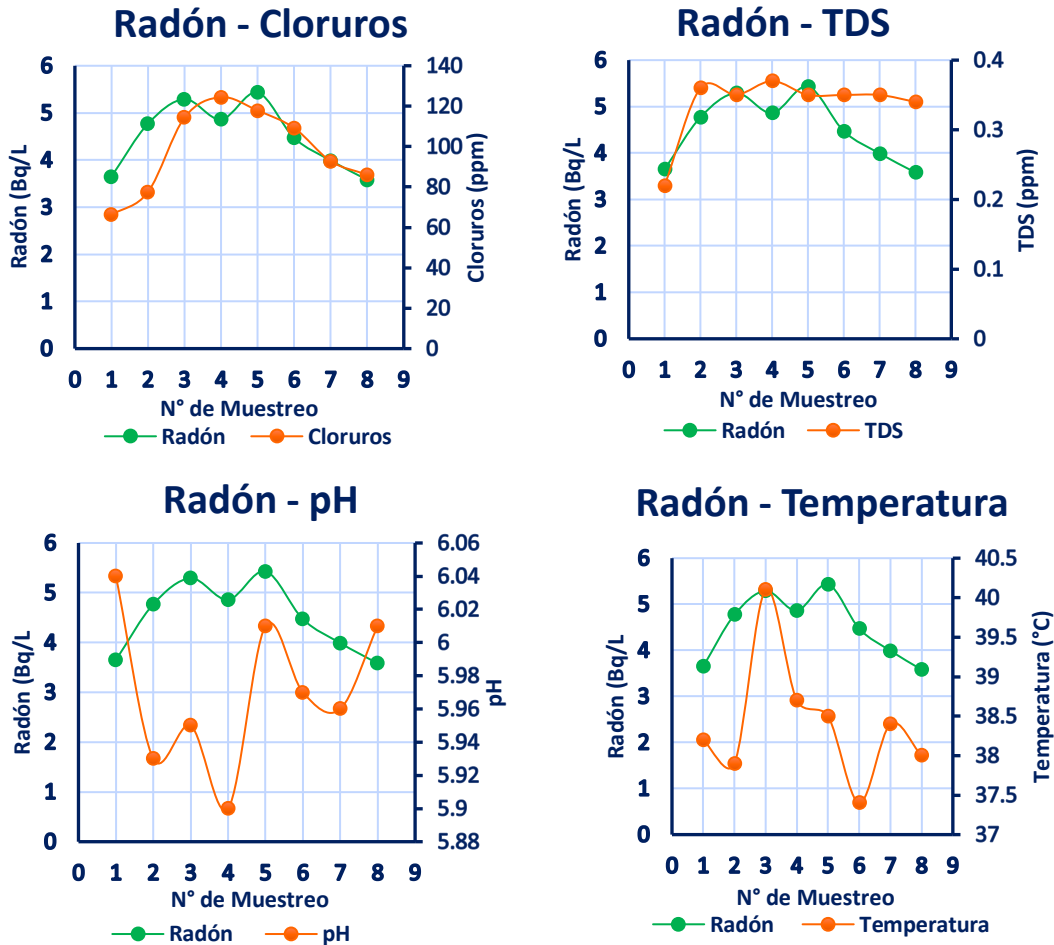 Radón - Cloruros
6
5
4
3
2
1
0
Radón (Bq/L
140
120
100
80
60
40
20
0
Cloruros (ppm)
0 1 2 3 4 5 6 7 8 9
N° de Muestreo
Radón Cloruros
Radón - TDS
6
5
4
3
2
1
0
Radón (Bq/L
0.4
0.3
0.2
0.1
0
TDS (ppm)
0 1 2 3 4 5 6 7 8 9
N° de Muestreo
Radón TDS
Radón - pH
6
5
4
3
2
1
0
Radón (Bq/L
6.06
6.04
6.02
6
5.98
5.96
5.94
5.93
5.9
5.88
pH
0 1 2 3 4 5 6 7 8 9
N° de Muestreo
Radón pH
Radón - Temperatura
6
5
4
3
2
1
0
Radón (Bq/L
40.5
40
39.5
39
38.5
38
37.5
37
Temperatura (°C)
0 1 2 3 4 5 6 7 8 9
N° de Muestreo
Radón Temperatura